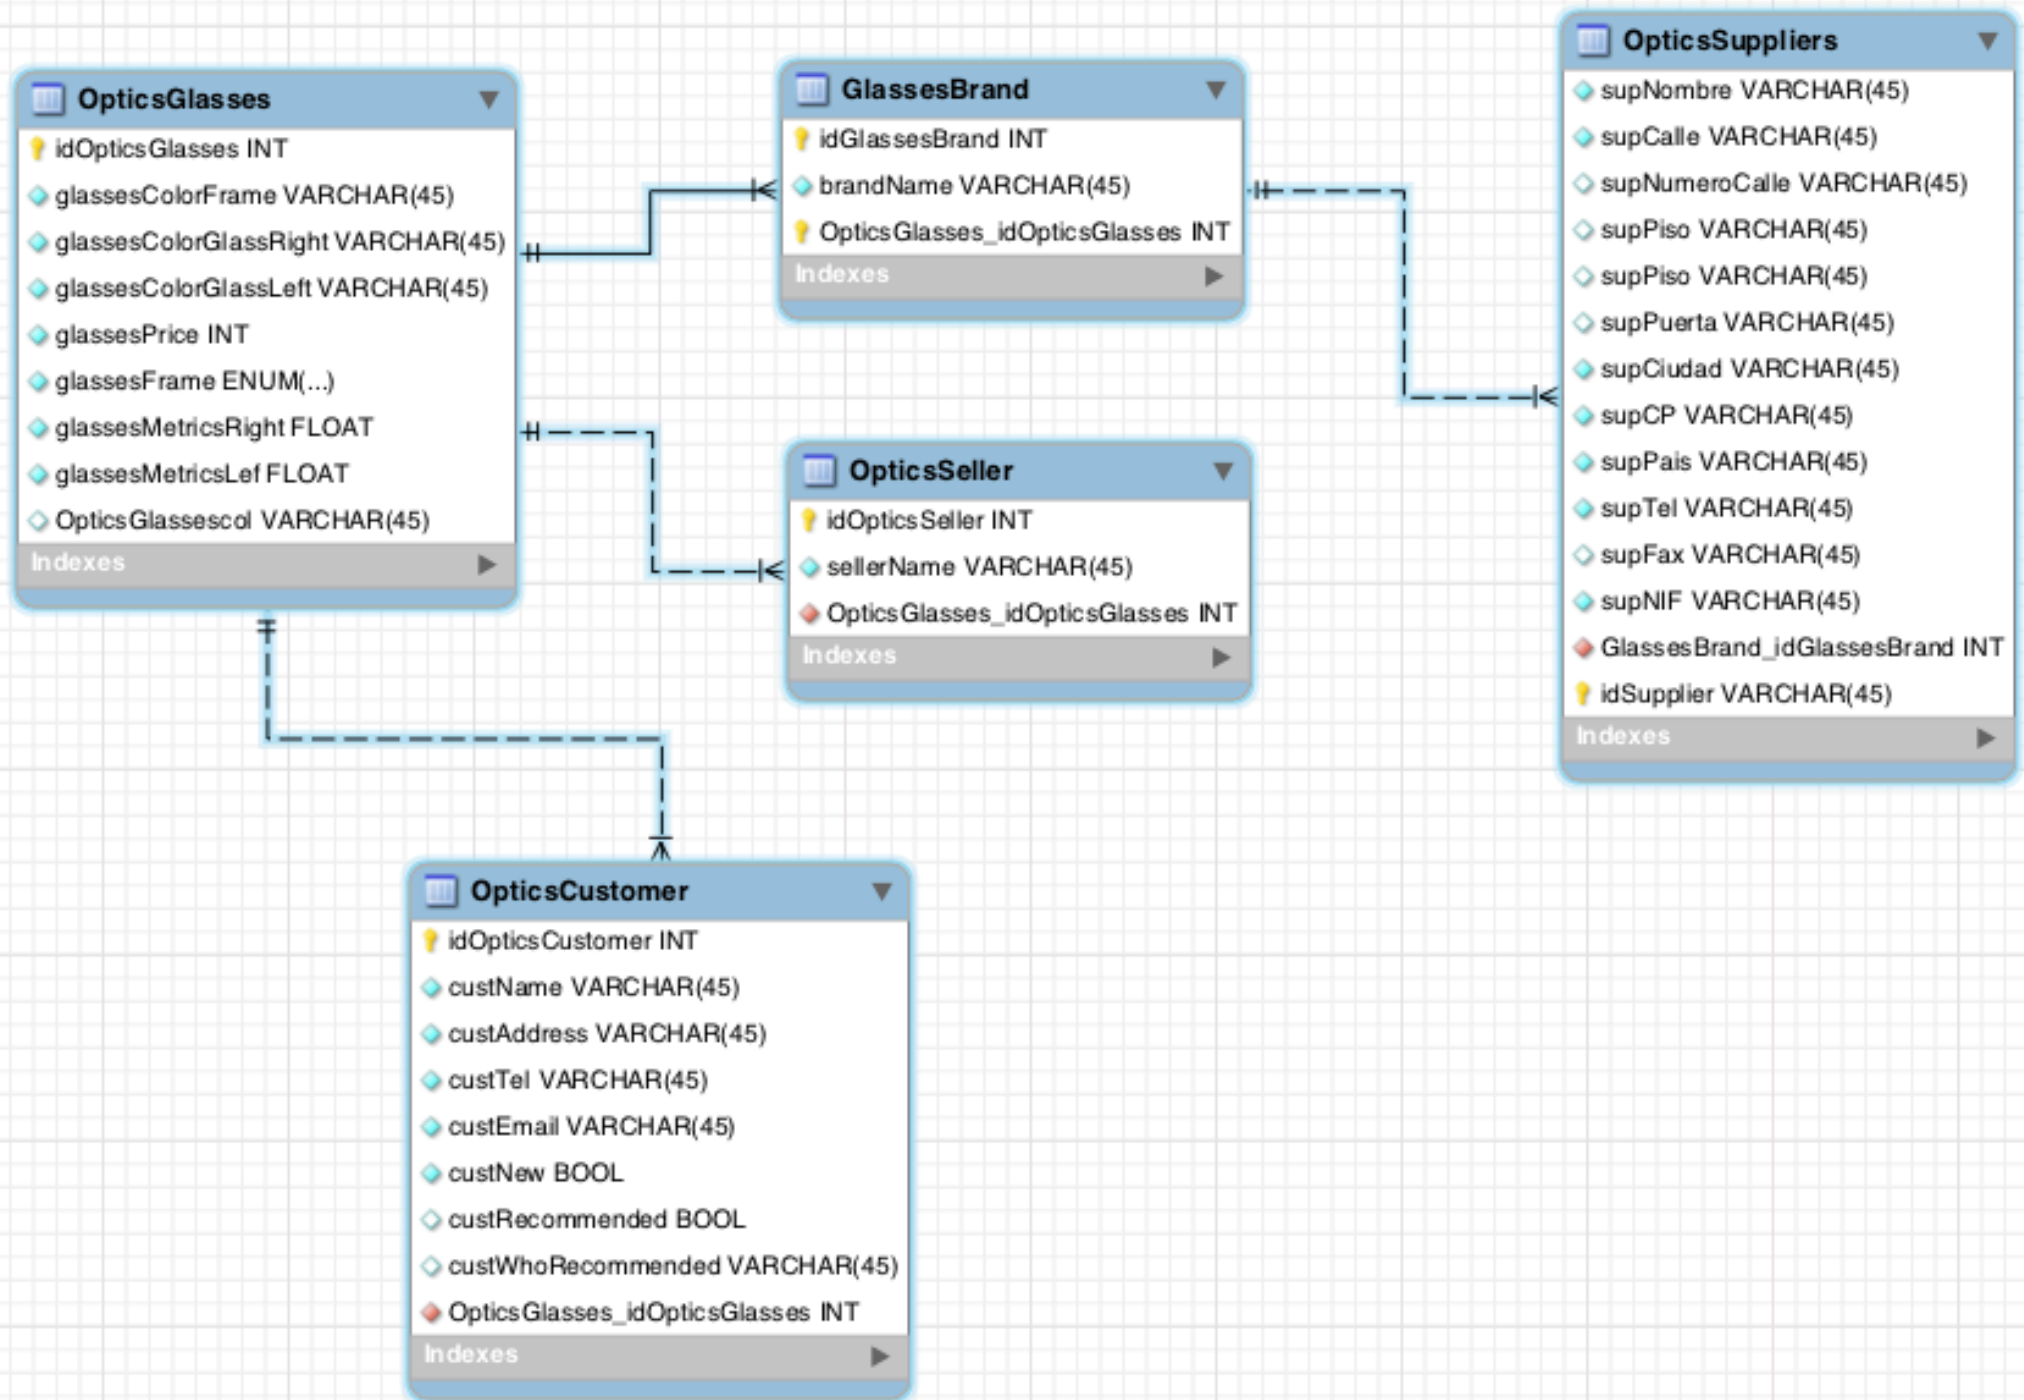 OpticsGlasses
idOpticsGlasses INT
glassesColorFrame VARCHAR(45)
glassesColorGlassRight VARCHAR(45)
glassesColorGlassLeft VARCHAR(45)
glassesPrice INT
glassesFrame ENUM(...)
glassesMetricsRight FLOAT
glassesMetricsLef FLOAT
OpticsGlassescol VARCHAR(45)
Indexes
GlassesBrand
idGlassesBrand INT
brandName VARCHAR(45)
OpticsGlasses_idOpticsGlasses INT
Indexes
OpticsSeller
idOpticsSeller INT
sellerName VARCHAR(45)
OpticsGlasses_idOpticsGlasses INT
Indexes
OpticsSuppliers
supNombre VARCHAR(45)
supCalle VARCHAR(45)
supNumeroCalle VARCHAR(45)
supPiso VARCHAR(45)
supPiso VARCHAR(45)
supPuerta VARCHAR(45)
supCiudad VARCHAR(45)
supCP VARCHAR(45)
supPais VARCHAR(45)
supTel VARCHAR(45)
supFax VARCHAR(45)
supNIF VARCHAR(45)
GlassesBrand_idGlassesBrand INT
idSupplier VARCHAR(45)
Indexes
OpticsCustomer
idOpticsCustomer INT
custName VARCHAR(45)
custAddress VARCHAR(45)
custTel VARCHAR(45)
custEmail VARCHAR(45)
custNew BOOL
custRecommended BOOL
custWhoRecommended VARCHAR(45)
OpticsGlasses_idOpticsGlasses INT
Indexes